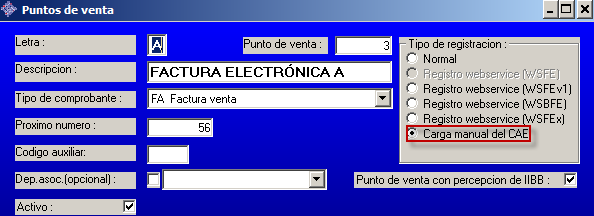 Puntos de venta
Letra : A Punto de venta : 3
Descripcion : FACTURA ELECTRÓNICA A
Tipo de comprobante : FA Factura venta
Proximo numero : 56
Codigo auxiliar:
Dep.asoc.(opcional) :
Activo :
Tipo de registracion :
Normal
Registro webservice (WSFE)
Registro webservice (WSFEv1)
Registro webservice (WSBFE)
Registro webservice (WSFEx)
Carga manual del CAE
Punto de venta con percepcion de IIBB :